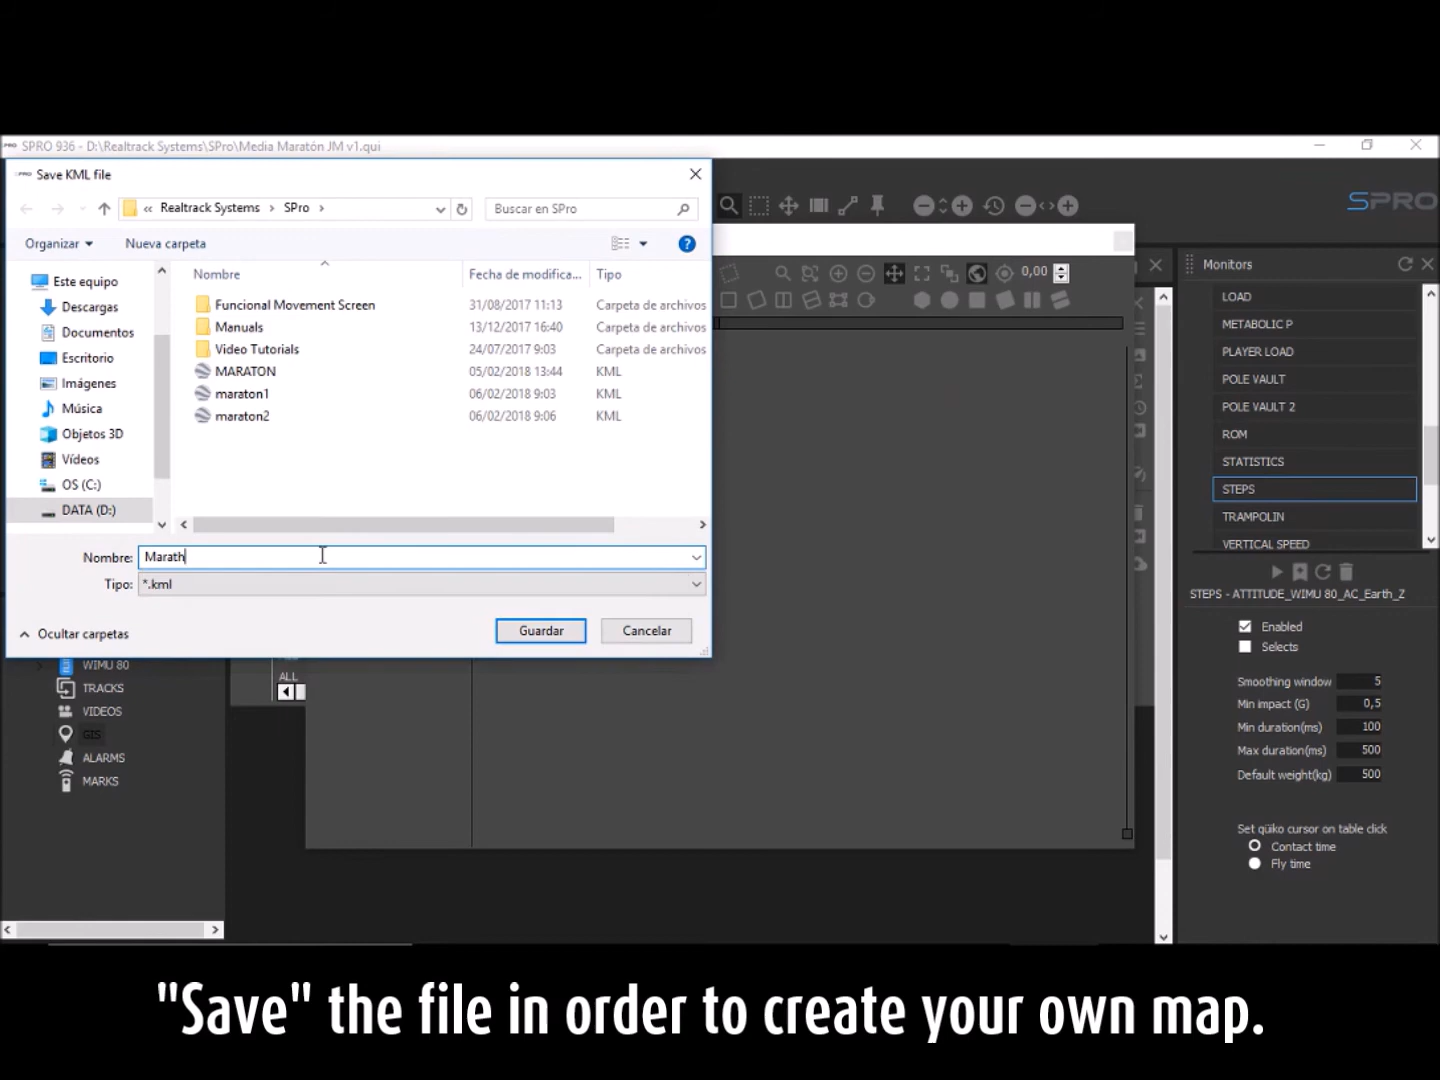 SPRO 936 - D:\Realtrack Systems\SPro\Media Maratón JM v1.qui
Save KML file
« Realtrack Systems > SPro >
Buscar en SPro
SPRO
Organizar
Nueva carpeta
?
Este equipo
Descargas
Documentos
Escritorio
Imágenes
Música
Objetos 3D
Vídeos
OS (C:)
DATA (D:)
Nombre Fecha de modifica... Tipo
Funcional Movement Screen 31/08/2017 11:13 Carpeta de archivos
Manuals 13/12/2017 16:40 Carpeta de archivos
Video Tutorials 24/07/2017 9:03 Carpeta de archivos
MARATON 05/02/2018 13:44 KML
maraton1 06/02/2018 9:03 KML
maraton2 06/02/2018 9:06 KML
Nombre: Marath
Tipo: *.kml
Ocultar carpetas
Guardar
Cancelar
0,00
WIMU 80
TRACKS
VIDEOS
GIS
ALARMS
MARKS
ALL
Monitors
LOAD
METABOLIC P
PLAYER LOAD
POLE VAULT
POLE VAULT 2
ROM
STATISTICS
STEPS
TRAMPOLIN
VERTICAL SPEED
STEPS - ATTITUDE_WIMU 80_AC_Earth_Z
Enabled
Selects
Smoothing window 5
Min impact (G) 0,5
Min duration(ms) 100
Max duration(ms) 500
Default weight(kg) 500
Set qüiko cursor on table click
Contact time
Fly time
"Save" the file in order to create your own map.